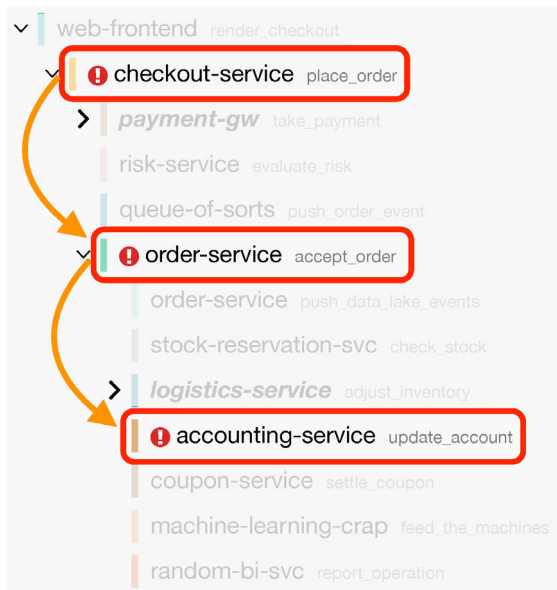 web-frontend render_checkout
checkout-service place_order
payment-gw take_payment
risk-service evaluate_risk
queue-of-sorts push_order_event
order-service accept_order
order-service push_data_lake_events
stock-reservation-svc check_stock
logistics-service adjust_inventory
accounting-service update_account
coupon-service settle_coupon
machine-learning-crap feed_the_machines
random-bi-svc report_operation